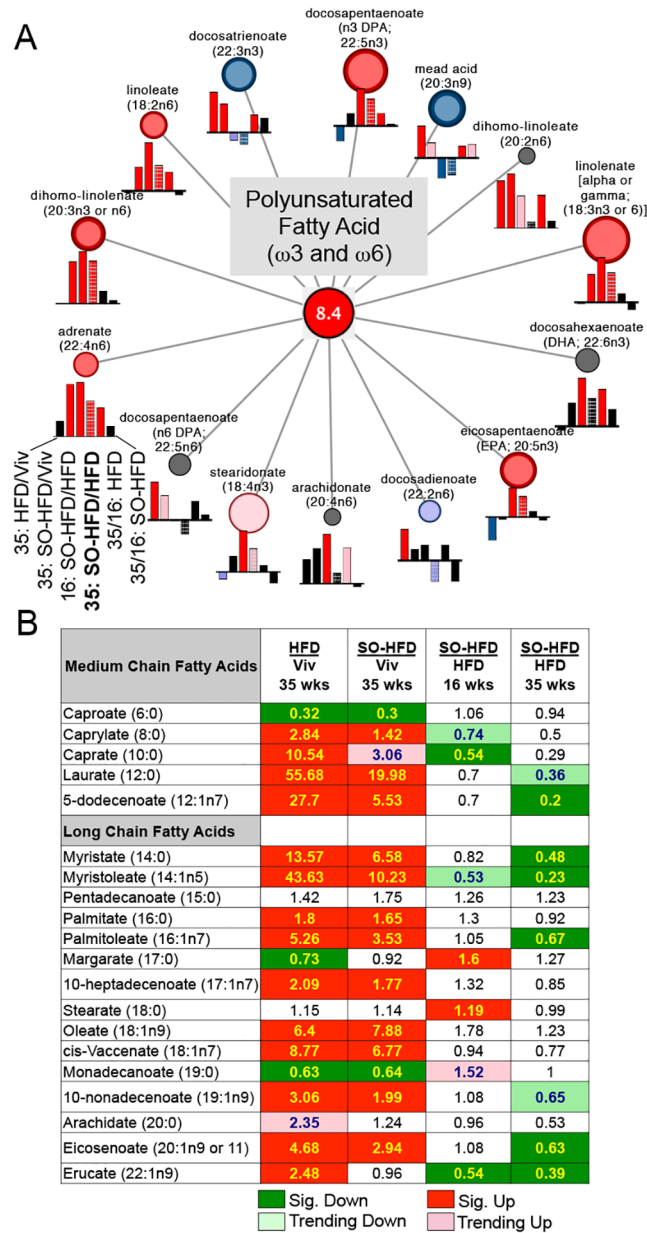 A
docosatrienoate
(22:3n3)
docosapentaenoate
(n3 DPA;
22:5n3)
mead acid
(20:3n9)
linoleate
(18:2n6)
dihomo-linoleate
(20:2n6)
linolenate
[alpha or
gamma;
(18:3n3 or 6)]
dihomo-linolenate
(20:3n3 or n6)
Polyunsaturated
Fatty Acid
(ω3 and ω6)
8.4
adrenate
(22:4n6)
docosahexaenoate
(DHA; 22:6n3)
docosapentaenoate
(n6 DPA;
22:5n6)
stearidonate
(18:4n3)
arachidonate
(20:4n6)
docosadienoate
(22:2n6)
eicosapentaenoate
(EPA; 20:5n3)
35: HFD/Viv
35: SO-HFD/Viv
16: SO-HFD/HFD
35: SO-HFD/HFD
35/16: HFD
35/16: SO-HFD
B
Medium Chain Fatty Acids HFD Viv 35 wks SO-HFD Viv 35 wks SO-HFD HFD 16 wks SO-HFD HFD 35 wks
Caproate (6:0) 0.32 0.3 1.06 0.94
Caprylate (8:0) 2.84 1.42 0.74 0.5
Caprate (10:0) 10.54 3.06 0.54 0.29
Laurate (12:0) 55.68 19.98 0.7 0.36
5-dodecenoate (12:1n7) 27.7 5.53 0.7 0.2
Long Chain Fatty Acids
Myristate (14:0) 13.57 6.58 0.82 0.48
Myristoleate (14:1n5) 43.63 10.23 0.53 0.23
Pentadecanoate (15:0) 1.42 1.75 1.26 1.23
Palmitate (16:0) 1.8 1.65 1.3 0.92
Palmitoleate (16:1n7) 5.26 3.53 1.05 0.67
Margarate (17:0) 0.73 0.92 1.6 1.27
10-heptadecenoate (17:1n7) 2.09 1.77 1.32 0.85
Stearate (18:0) 1.15 1.14 1.19 0.99
Oleate (18:1n9) 6.4 7.88 1.78 1.23
cis-Vaccenate (18:1n7) 8.77 6.77 0.94 0.77
Monadecanoate (19:0) 0.63 0.64 1.52 1
10-nonadecenoate (19:1n9) 3.06 1.99 1.08 0.65
Arachidate (20:0) 2.35 1.24 0.96 0.53
Eicosenoate (20:1n9 or 11) 4.68 2.94 1.08 0.63
Erucate (22:1n9) 2.48 0.96 0.54 0.39
Sig. Down Sig. Up
Trending Down Trending Up